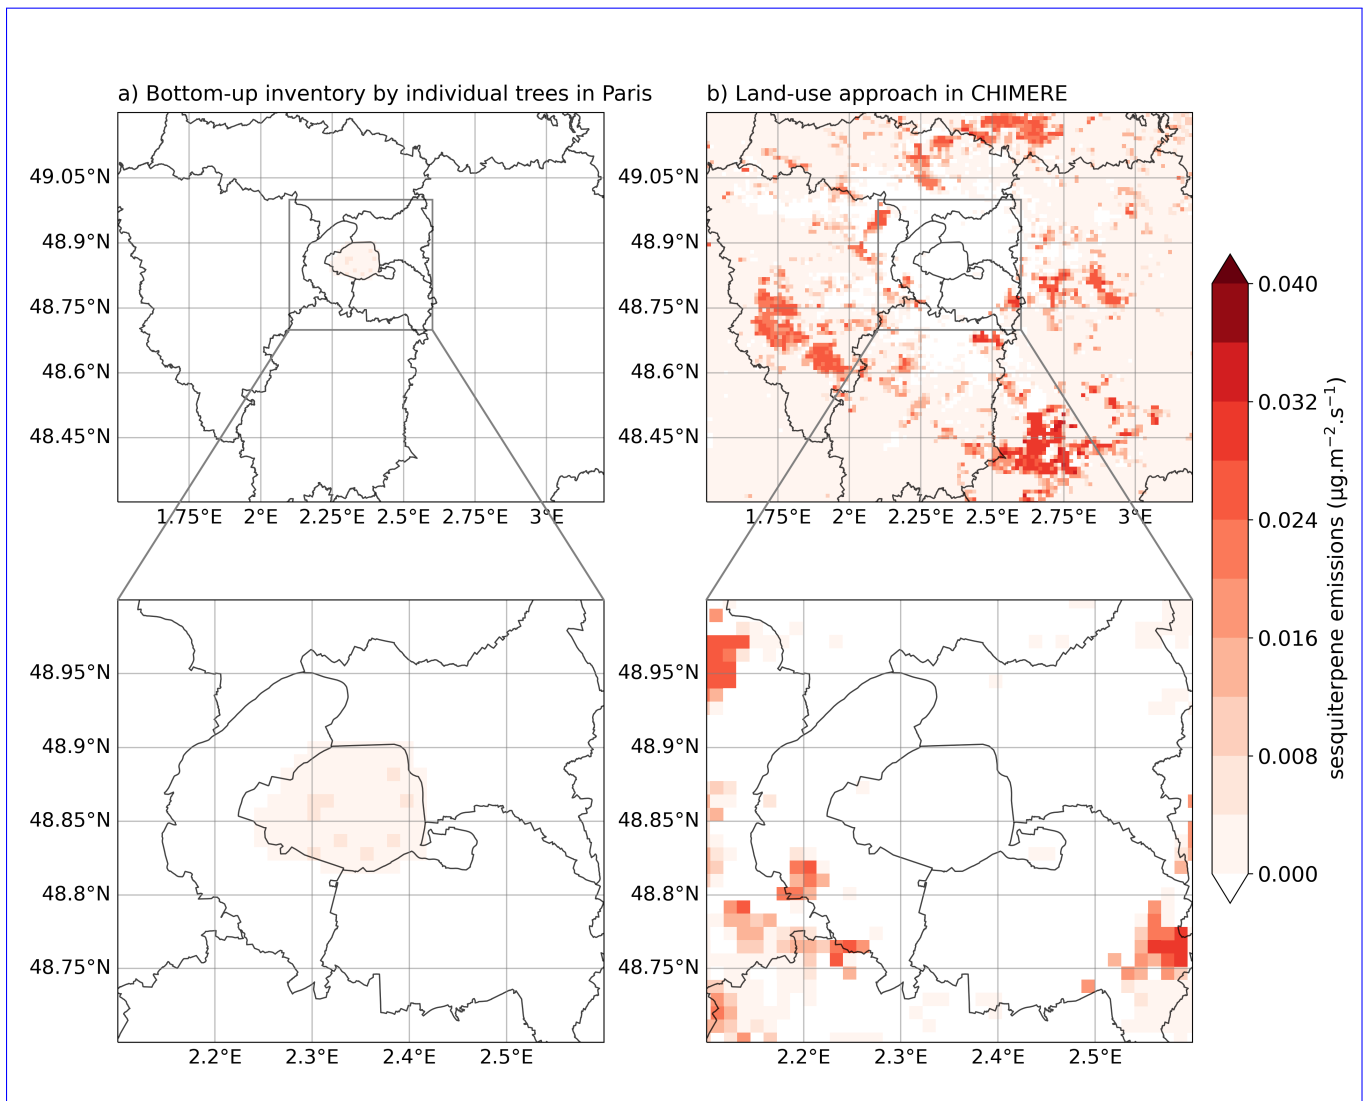 a) Bottom-up inventory by individual trees in Paris
b) Land-use approach in CHIMERE
49.05°N
48.9°N
48.75°N
48.6°N
48.45°N
1.75°E 2°E 2.25°E 2.5°E 2.75°E 3°E
49.05°N
48.9°N
48.75°N
48.6°N
48.45°N
1.75°E 2°E 2.25°E 2.5°E 2.75°E 3°E
48.95°N
48.9°N
48.85°N
48.8°N
48.75°N
2.2°E 2.3°E 2.4°E 2.5°E
48.95°N
48.9°N
48.85°N
48.8°N
48.75°N
2.2°E 2.3°E 2.4°E 2.5°E
0.040
0.032
0.024
0.016
0.008
0.000
sesquiterpene emissions (µg.m⁻².s⁻¹)